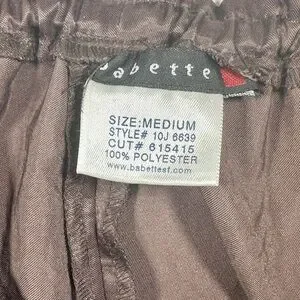 babette
SIZE:MEDIUM
STYLE# 10J 6639
CUT# 615415
100% POLYESTER
www.babettesf.com